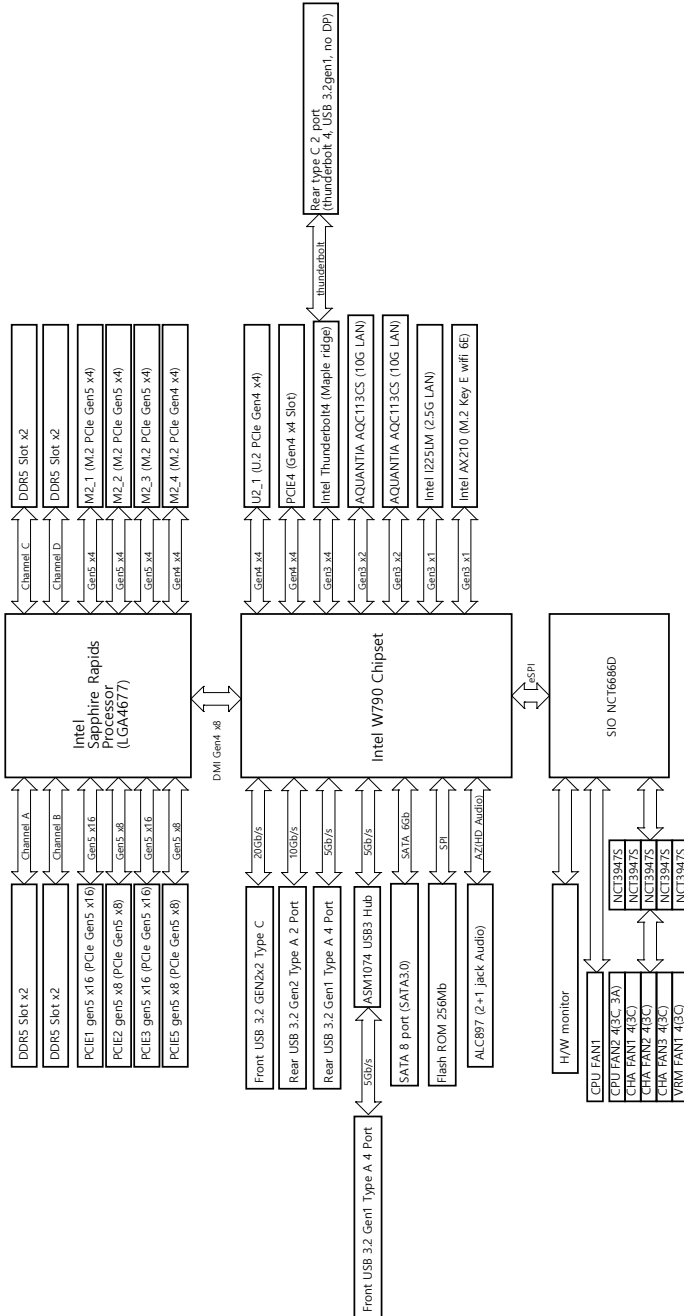 Rear type C 2 port
(thunderbolt 4, USB 3.2gen1, no DP)
thunderbolt
DDR5 Slot x2
DDR5 Slot x2
M2_1 (M.2 PCIe Gen5 x4)
M2_2 (M.2 PCIe Gen5 x4)
M2_3 (M.2 PCIe Gen5 x4)
M2_4 (M.2 PCIe Gen4 x4)
U2_1 (U.2 PCIe Gen4 x4)
PCIE4 (Gen4 x4 Slot)
Intel Thunderbolt4 (Maple ridge)
AQUANTIA AQC113CS (10G LAN)
AQUANTIA AQC113CS (10G LAN)
Intel I225LM (2.5G LAN)
Intel AX210 (M.2 Key E wifi 6E)
Channel C
Channel D
Gen5 x4
Gen5 x4
Gen5 x4
Gen4 x4
Gen4 x4
Gen4 x4
Gen3 x4
Gen3 x2
Gen3 x2
Gen3 x1
Gen3 x1
Intel
Sapphire Rapids
Processor
(LGA4677)
DMI Gen4 x8
Intel W790 Chipset
eSPI
SIO NCT6686D
Channel A
Channel B
Gen5 x16
Gen5 x8
Gen5 x16
Gen5 x8
20Gb/s
10Gb/s
5Gb/s
5Gb/s
SATA 6Gb
SPI
AZ(HD Audio)
DDR5 Slot x2
DDR5 Slot x2
PCIE1 gen5 x16 (PCIe Gen5 x16)
PCIE2 gen5 x8 (PCIe Gen5 x8)
PCIE3 gen5 x16 (PCIe Gen5 x16)
PCIE5 gen5 x8 (PCIe Gen5 x8)
Front USB 3.2 GEN2x2 Type C
Rear USB 3.2 Gen2 Type A 2 Port
Rear USB 3.2 Gen1 Type A 4 Port
ASM1074 USB3 Hub
SATA 8 port (SATA3.0)
Flash ROM 256Mb
ALC897 (2+1 jack Audio)
5Gb/s
Front USB 3.2 Gen1 Type A 4 Port
NCT3947S
NCT3947S
NCT3947S
NCT3947S
NCT3947S
H/W monitor
CPU FAN1
CPU FAN2 4(3C, 3A)
CHA FAN1 4(3C)
CHA FAN2 4(3C)
CHA FAN3 4(3C)
VRM FAN1 4(3C)